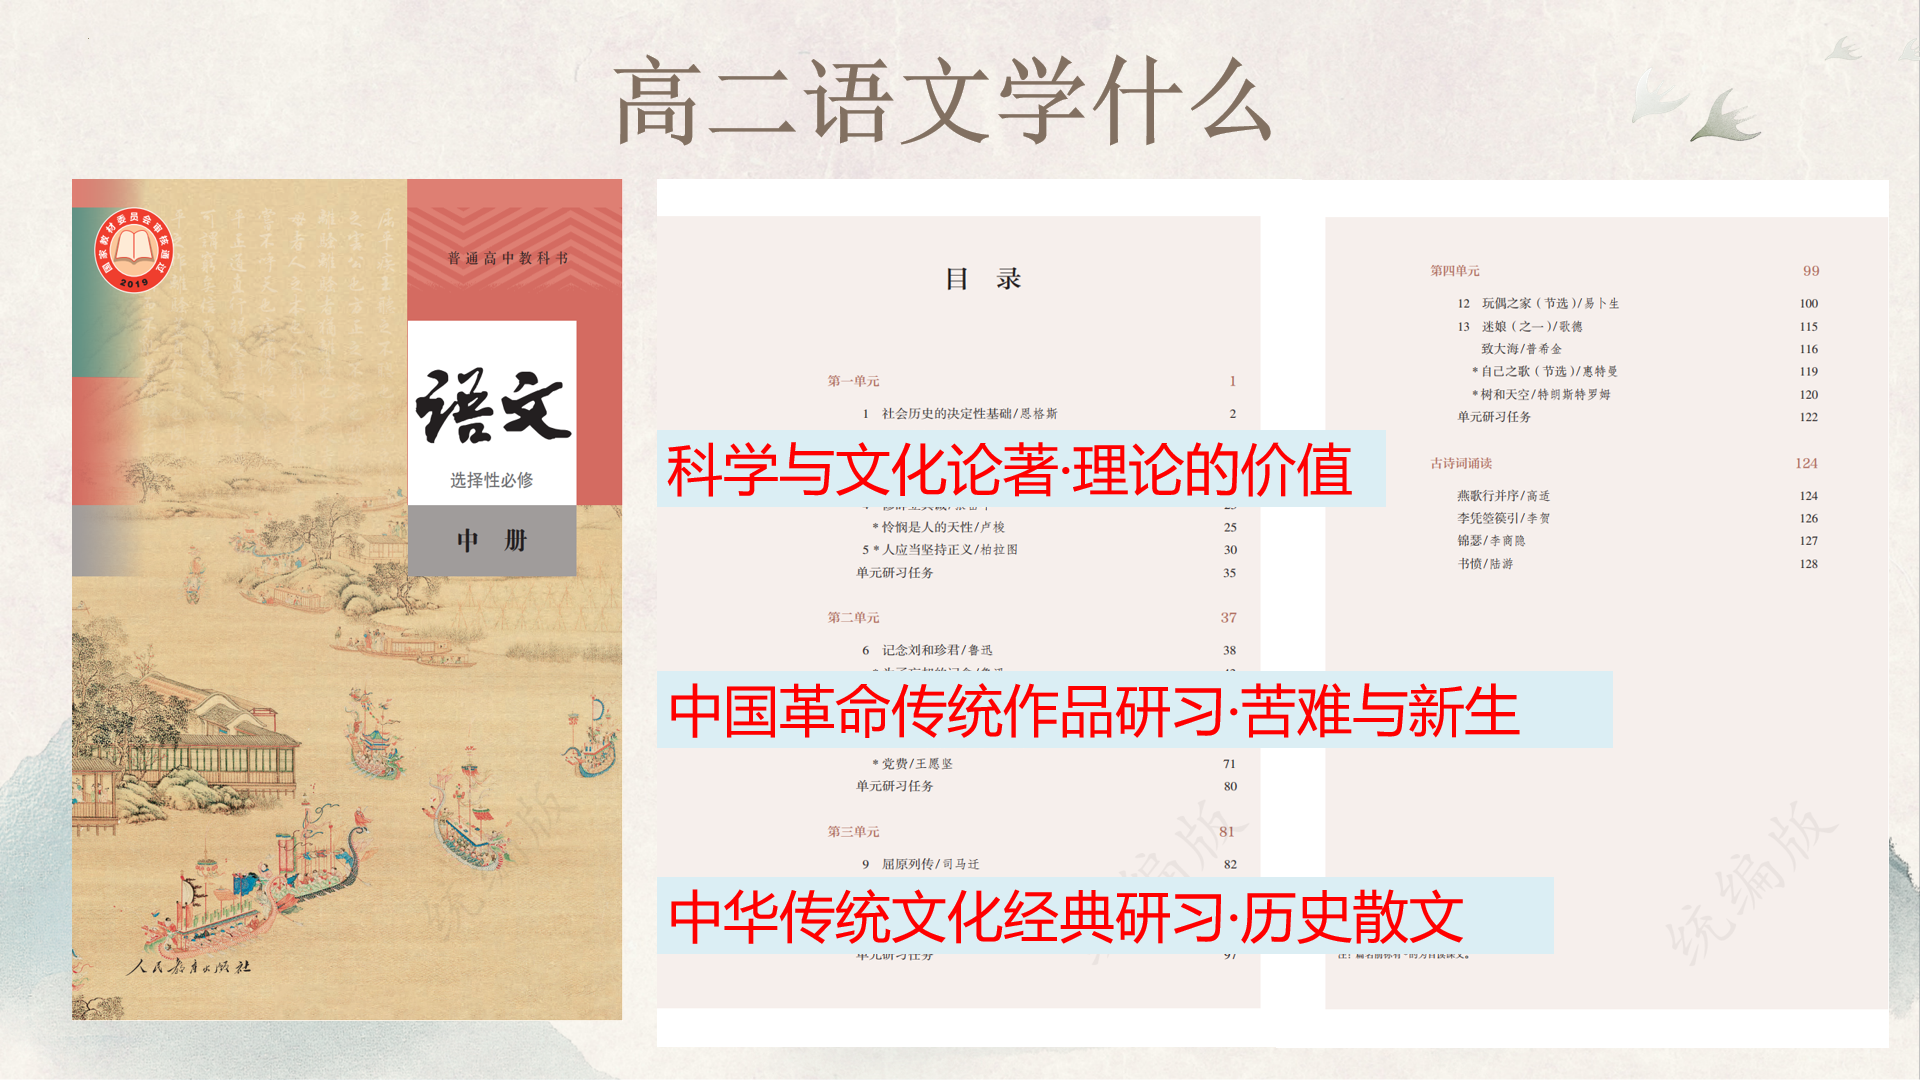 高二语文学什么
国家教材委员会审核通过
2019
普通高中教科书
语文
选择性必修
中 册
人民教育出版社
目 录
第一单元 1
1 社会历史的决定性基础/恩格斯 2
科学与文化论著·理论的价值
*怜悯是人的天性/卢梭 25
5 *人应当坚持正义/柏拉图 30
单元研习任务 35
第二单元 37
6 记念刘和珍君/鲁迅 38
中国革命传统作品研习·苦难与新生
*党费/王愿坚 71
单元研习任务 80
第三单元 81
9 屈原列传/司马迁 82
中华传统文化经典研习·历史散文
单元研习任务 97
第四单元 99
12 玩偶之家（节选）/易卜生 100
13 迷娘（之一）/歌德 115
致大海/普希金 116
*自己之歌（节选）/惠特曼 119
*树和天空/特朗斯特罗姆 120
单元研习任务 122
古诗词诵读 124
燕歌行并序/高适 124
李凭箜篌引/李贺 126
锦瑟/李商隐 127
书愤/陆游 128
统编版
统编版
统编版